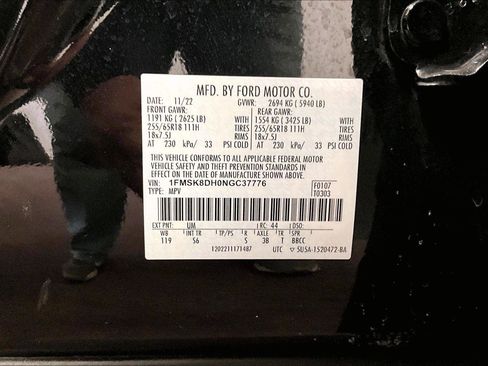 MFD. BY FORD MOTOR CO.
DATE: 11/22 GVWR: 2694 KG ( 5940 LB)
FRONT GAWR: REAR GAWR:
1191 KG ( 2625 LB) WITH 1554 KG ( 3425 LB) WITH
255/65R18 111H TIRES 255/65R18 111H TIRES
18x7.5J RIMS 18x7.5J RIMS
AT 230 kPa/ 33 PSI COLD AT 230 kPa/ 33 PSI COLD
THIS VEHICLE CONFORMS TO ALL APPLICABLE FEDERAL MOTOR
VEHICLE SAFETY AND THEFT PREVENTION STANDARDS IN
EFFECT ON THE DATE OF MANUFACTURE SHOWN ABOVE.
VIN: 1FMSK8DH0NGC37776 F0107
TYPE: MPV T0303
EXT PNT: UM RC: 44 DSO:
WB INT TR TP/PS R AXLE TR SPR
119 S6 S 3B T BBCC
1202211171487 UTC ▽ 5U5A-1520472-BA